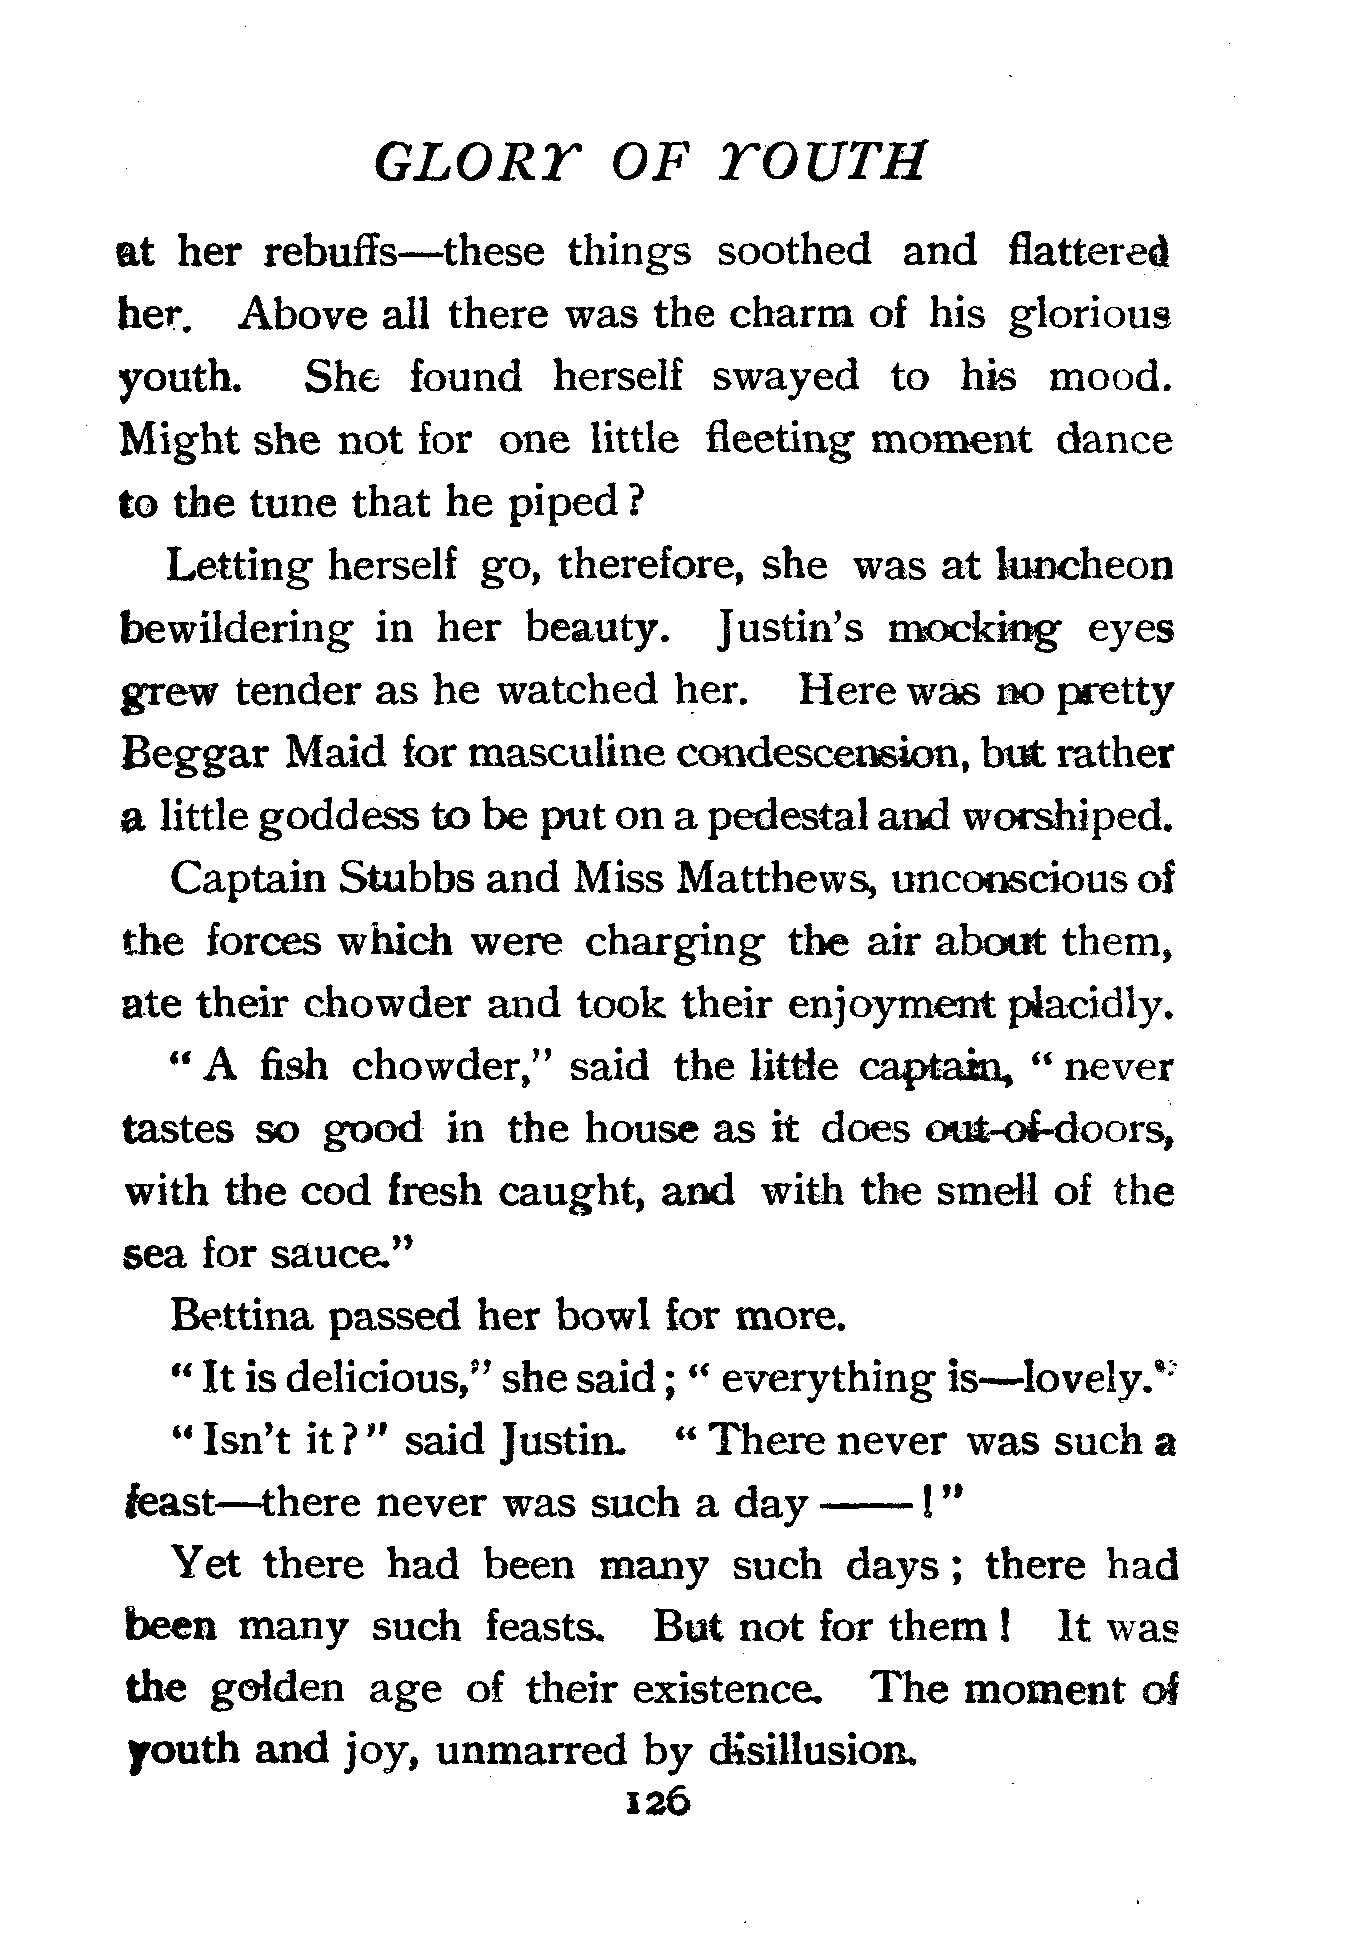 GLORY OF YOUTH
at her rebuffs—these things soothed and flattered
her. Above all there was the charm of his glorious
youth. She found herself swayed to his mood.
Might she not for one little fleeting moment dance
to the tune that he piped?
Letting herself go, therefore, she was at luncheon
bewildering in her beauty. Justin's mocking eyes
grew tender as he watched her. Here was no pretty
Beggar Maid for masculine condescension, but rather
a little goddess to be put on a pedestal and worshiped.
Captain Stubbs and Miss Matthews, unconscious of
the forces which were charging the air about them,
ate their chowder and took their enjoyment placidly.
"A fish chowder," said the little captain, "never
tastes so good in the house as it does out-of-doors,
with the cod fresh caught, and with the smell of the
sea for sauce."
Bettina passed her bowl for more.
"It is delicious," she said; "everything is—lovely."
"Isn't it?" said Justin. "There never was such a
feast—there never was such a day ——!"
Yet there had been many such days; there had
been many such feasts. But not for them! It was
the golden age of their existence. The moment of
youth and joy, unmarred by disillusion.
126